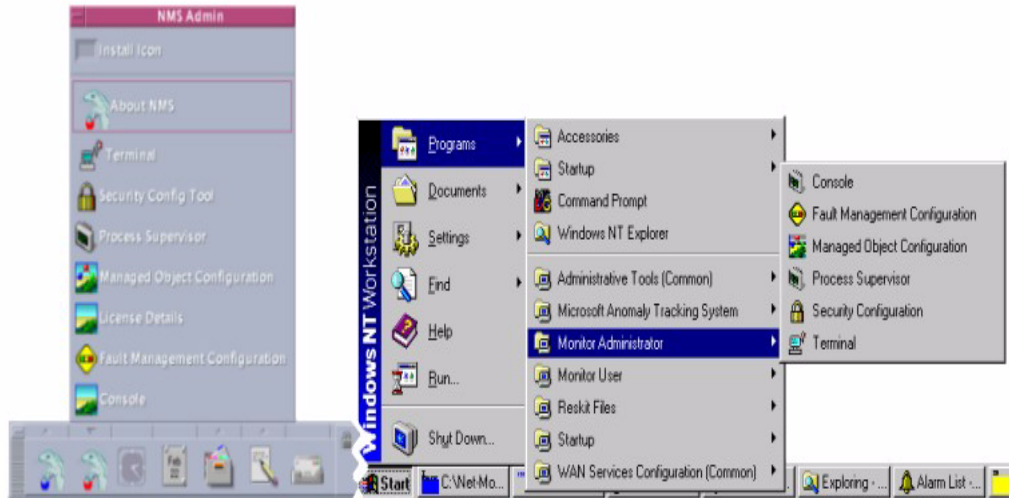 NMS Admin
Install Icon
About NMS
Terminal
Security Config Tool
Process Supervisor
Managed Object Configuration
License Details
Fault Management Configuration
Console
Feb
22
Windows NT Workstation
Programs
Documents
Settings
Find
Help
Run...
Shut Down...
Accessories
Startup
Command Prompt
Windows NT Explorer
Administrative Tools (Common)
Microsoft Anomaly Tracking System
Monitor Administrator
Monitor User
Reskit Files
Startup
WAN Services Configuration (Common)
Console
Fault Management Configuration
Managed Object Configuration
Process Supervisor
Security Configuration
Terminal
Start
C:\Net-Mo...
Exploring - ...
Alarm List -...